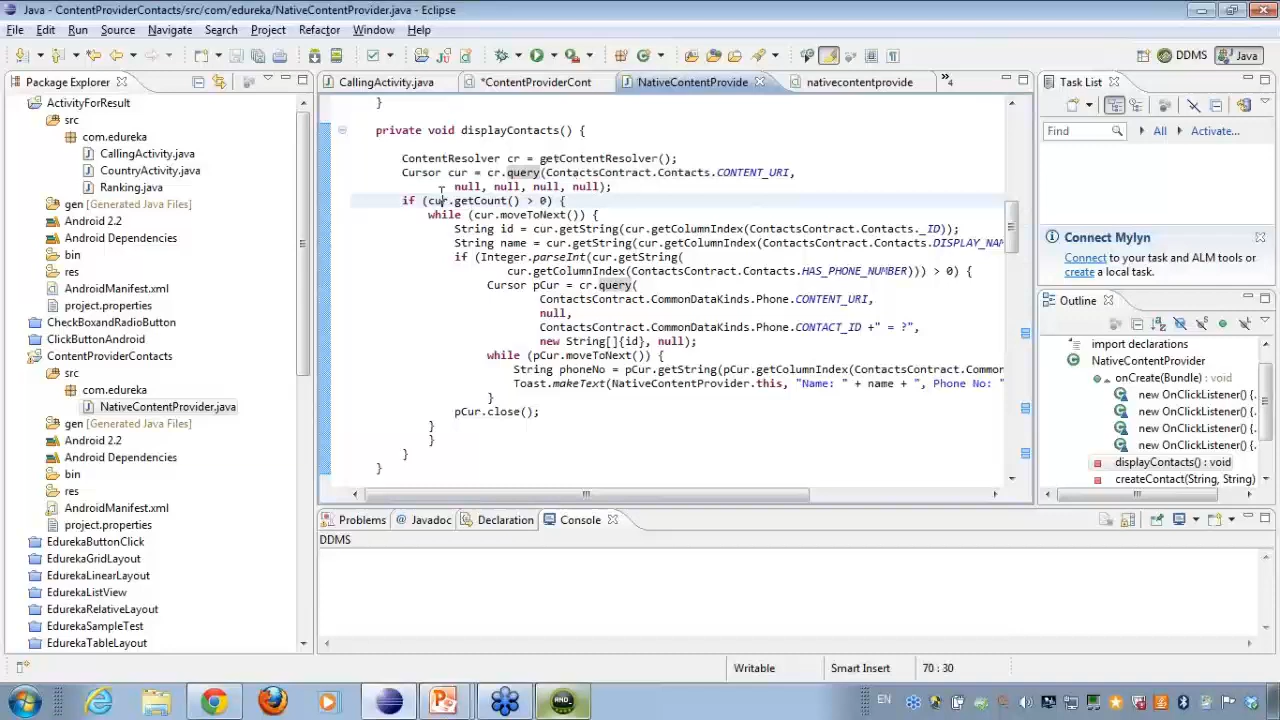 Java - ContentProviderContacts/src/com/edureka/NativeContentProvider.java - Eclipse
File Edit Run Source Navigate Search Project Refactor Window Help
DDMS Java
Package Explorer
ActivityForResult
src
com.edureka
CallingActivity.java
CountryActivity.java
Ranking.java
gen [Generated Java Files]
Android 2.2
Android Dependencies
bin
res
AndroidManifest.xml
project.properties
CheckBoxandRadioButton
ClickButtonAndroid
ContentProviderContacts
src
com.edureka
NativeContentProvider.java
gen [Generated Java Files]
Android 2.2
Android Dependencies
bin
res
AndroidManifest.xml
project.properties
EdurekaButtonClick
EdurekaGridLayout
EdurekaLinearLayout
EdurekaListView
EdurekaRelativeLayout
EdurekaSampleTest
EdurekaTableLayout
CallingActivity.java *ContentProviderCont NativeContentProvide nativecontentprovide »4
}
private void displayContacts() {
ContentResolver cr = getContentResolver();
Cursor cur = cr.query(ContactsContract.Contacts.CONTENT_URI,
null, null, null, null);
if (cur.getCount() > 0) {
while (cur.moveToNext()) {
String id = cur.getString(cur.getColumnIndex(ContactsContract.Contacts._ID));
String name = cur.getString(cur.getColumnIndex(ContactsContract.Contacts.DISPLAY_NAM
if (Integer.parseInt(cur.getString(
cur.getColumnIndex(ContactsContract.Contacts.HAS_PHONE_NUMBER))) > 0) {
Cursor pCur = cr.query(
ContactsContract.CommonDataKinds.Phone.CONTENT_URI,
null,
ContactsContract.CommonDataKinds.Phone.CONTACT_ID +" = ?",
new String[]{id}, null);
while (pCur.moveToNext()) {
String phoneNo = pCur.getString(pCur.getColumnIndex(ContactsContract.Common
Toast.makeText(NativeContentProvider.this, "Name: " + name + ", Phone No: "
}
pCur.close();
}
}
}
}
Problems Javadoc Declaration Console
DDMS
Task List
Find All Activate...
Connect Mylyn
Connect to your task and ALM tools or
create a local task.
Outline
import declarations
NativeContentProvider
onCreate(Bundle) : void
new OnClickListener() {.
new OnClickListener() {.
new OnClickListener() {.
new OnClickListener() {.
displayContacts() : void
createContact(String, String)
Writable Smart Insert 70 : 30
EN